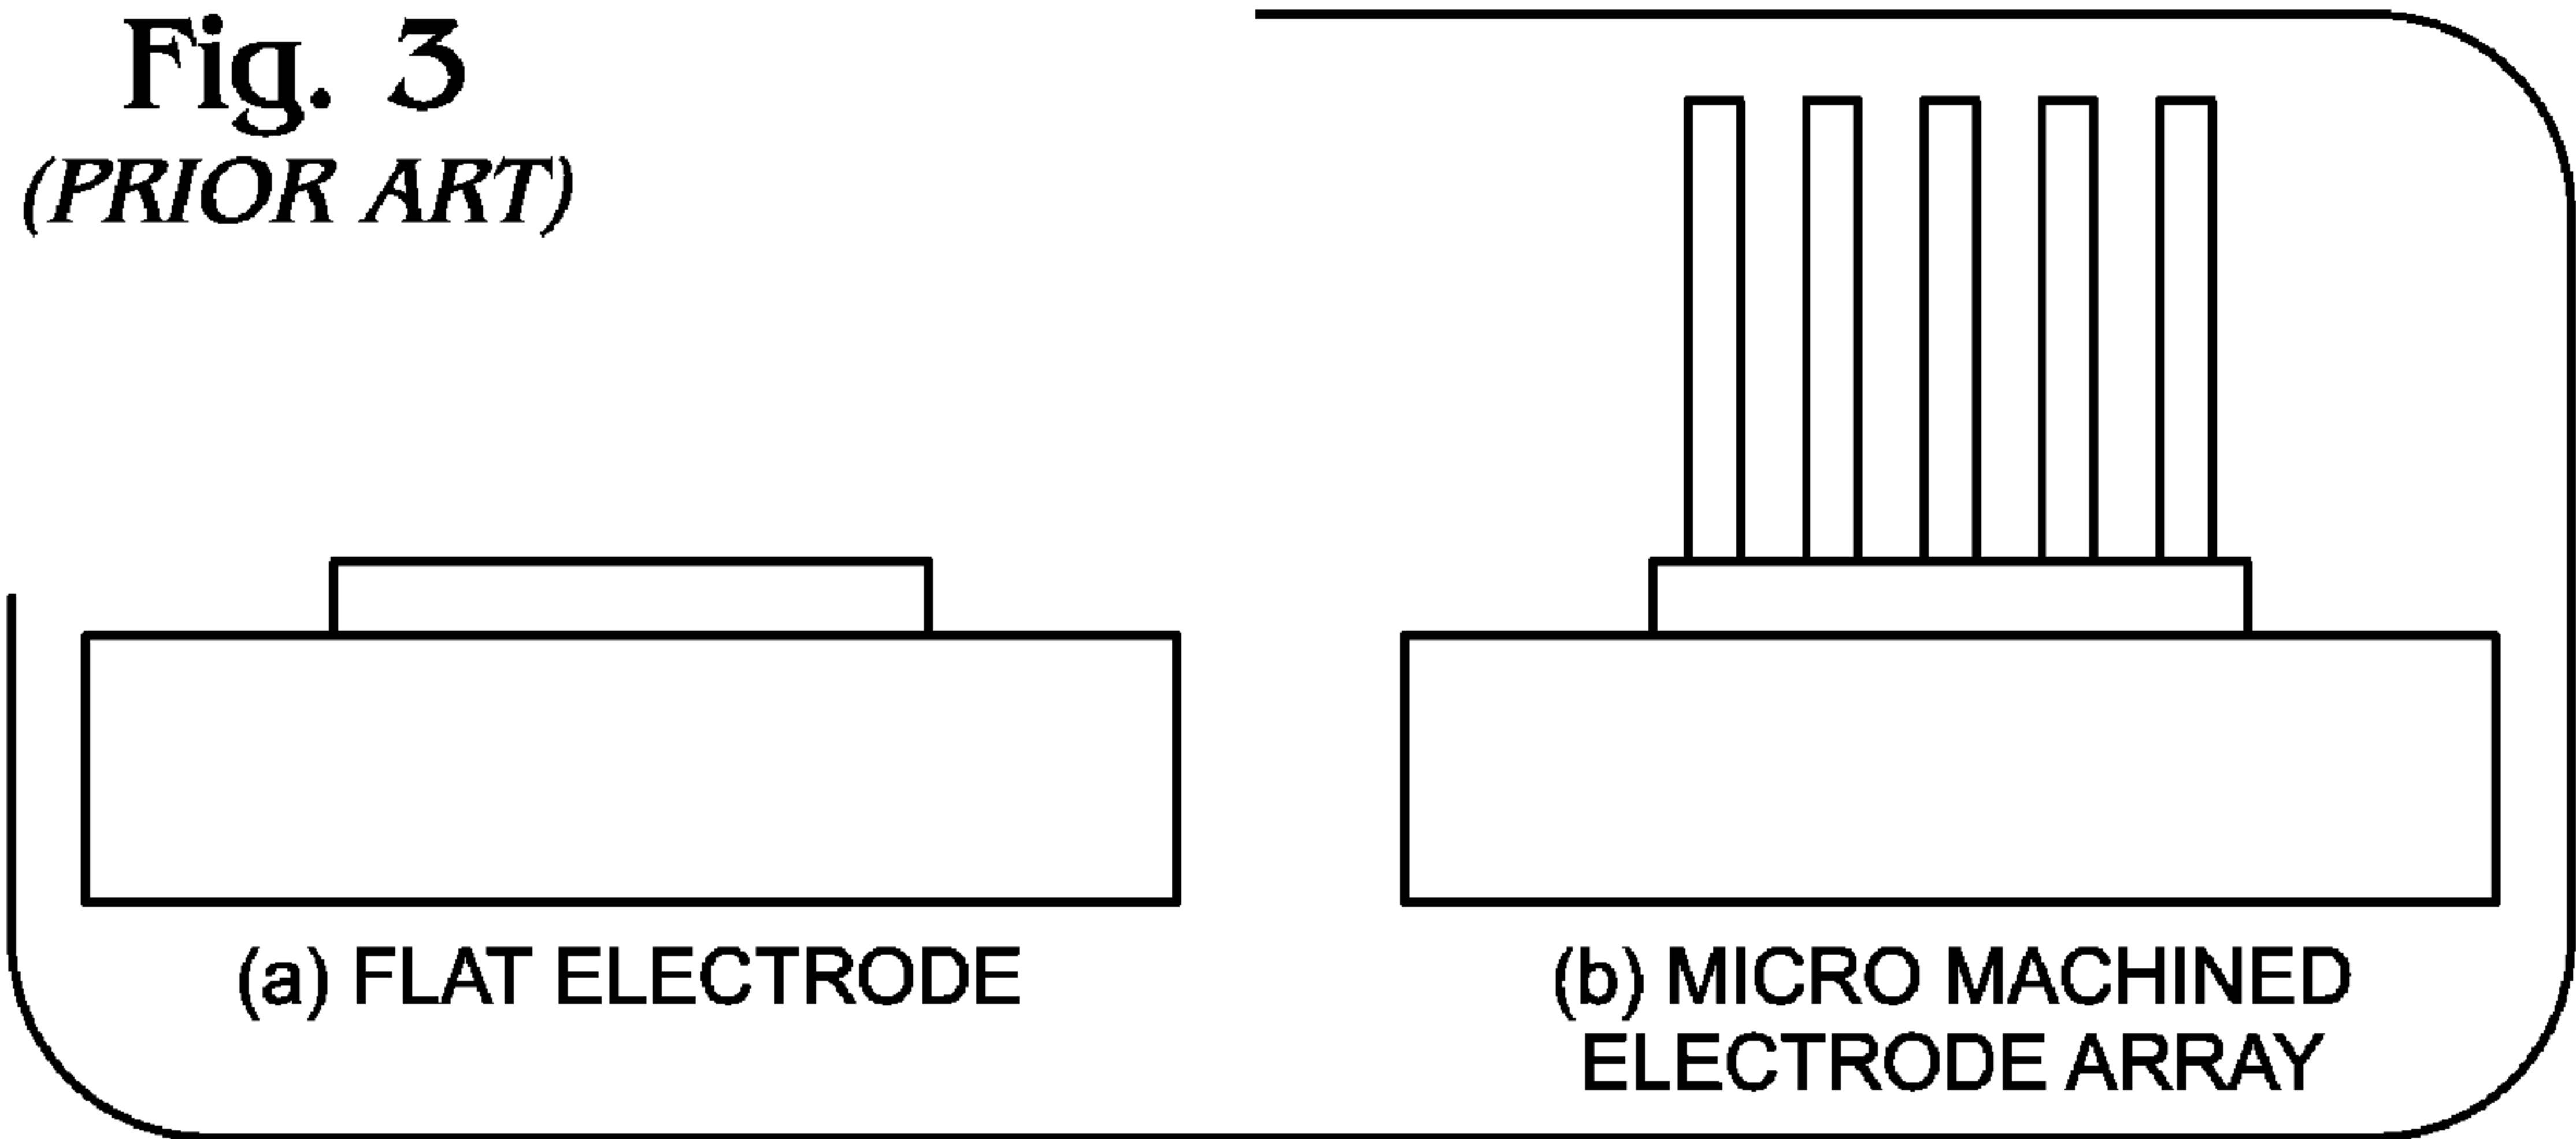 Fig. 3
(PRIOR ART)
(a) FLAT ELECTRODE
(b) MICRO MACHINED
ELECTRODE ARRAY